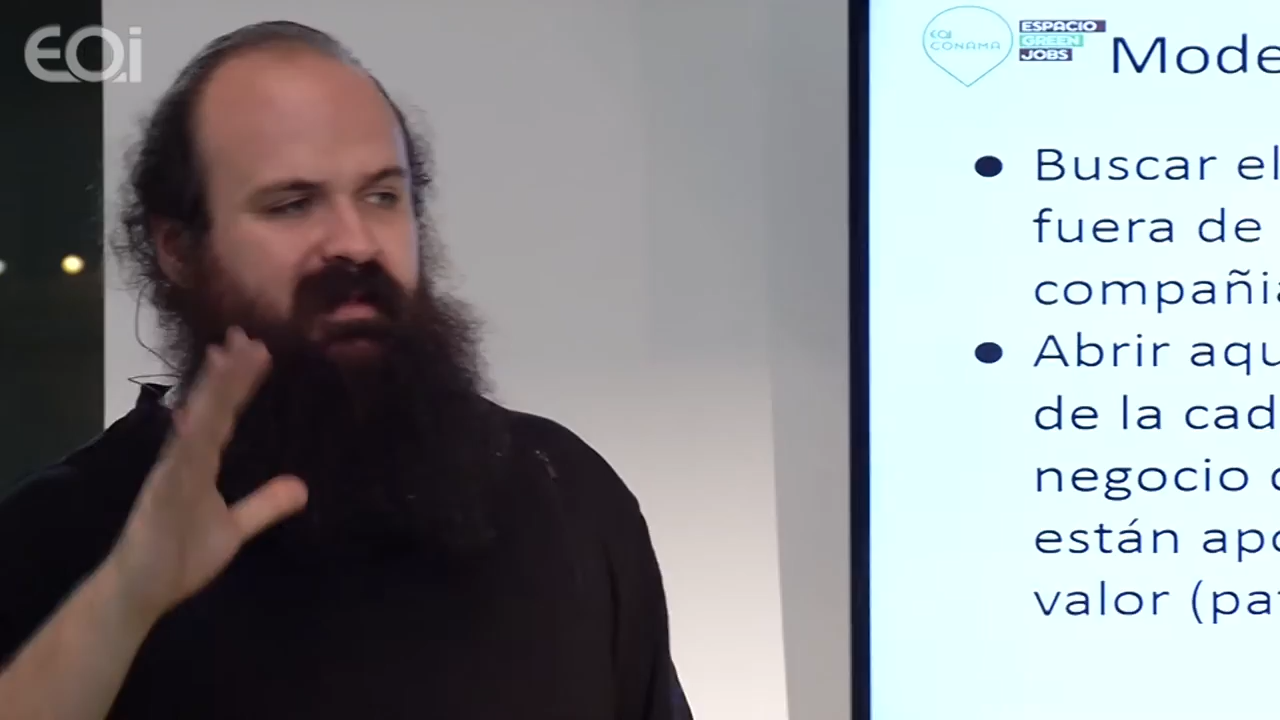 EOi
eoi
CONAMA
ESPACIO
GREEN
JOBS
Mode
Buscar el
fuera de
compañia
Abrir aqu
de la cad
negocio
están apo
valor (pa